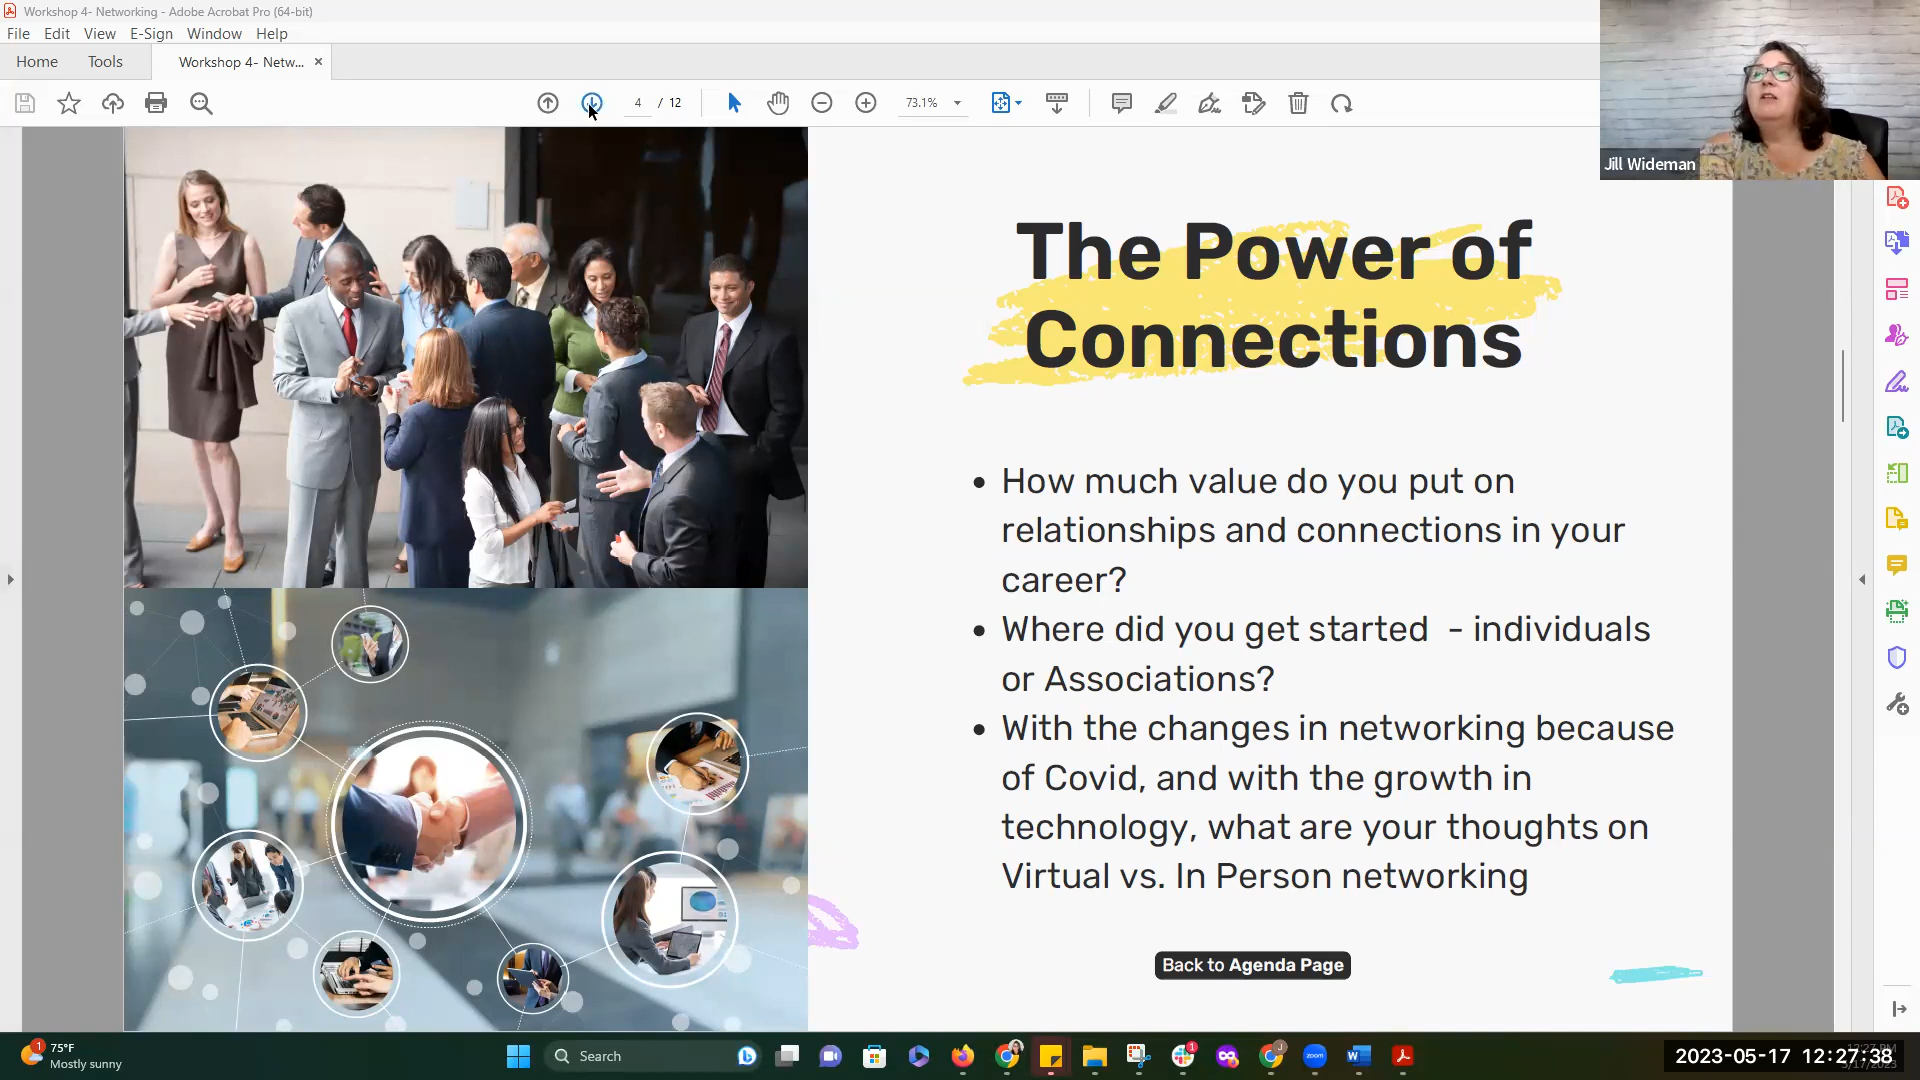 Workshop 4- Networking - Adobe Acrobat Pro (64-bit)
File Edit View E-Sign Window Help
Home Tools Workshop 4- Netw... ×
4 / 12 73.1%
Jill Wideman
The Power of
Connections
• How much value do you put on
relationships and connections in your
career?
• Where did you get started - individuals
or Associations?
• With the changes in networking because
of Covid, and with the growth in
technology, what are your thoughts on
Virtual vs. In Person networking
Back to Agenda Page
1
75°F
Mostly sunny
Search
zoom
1
J
2023-05-17 12:27:38